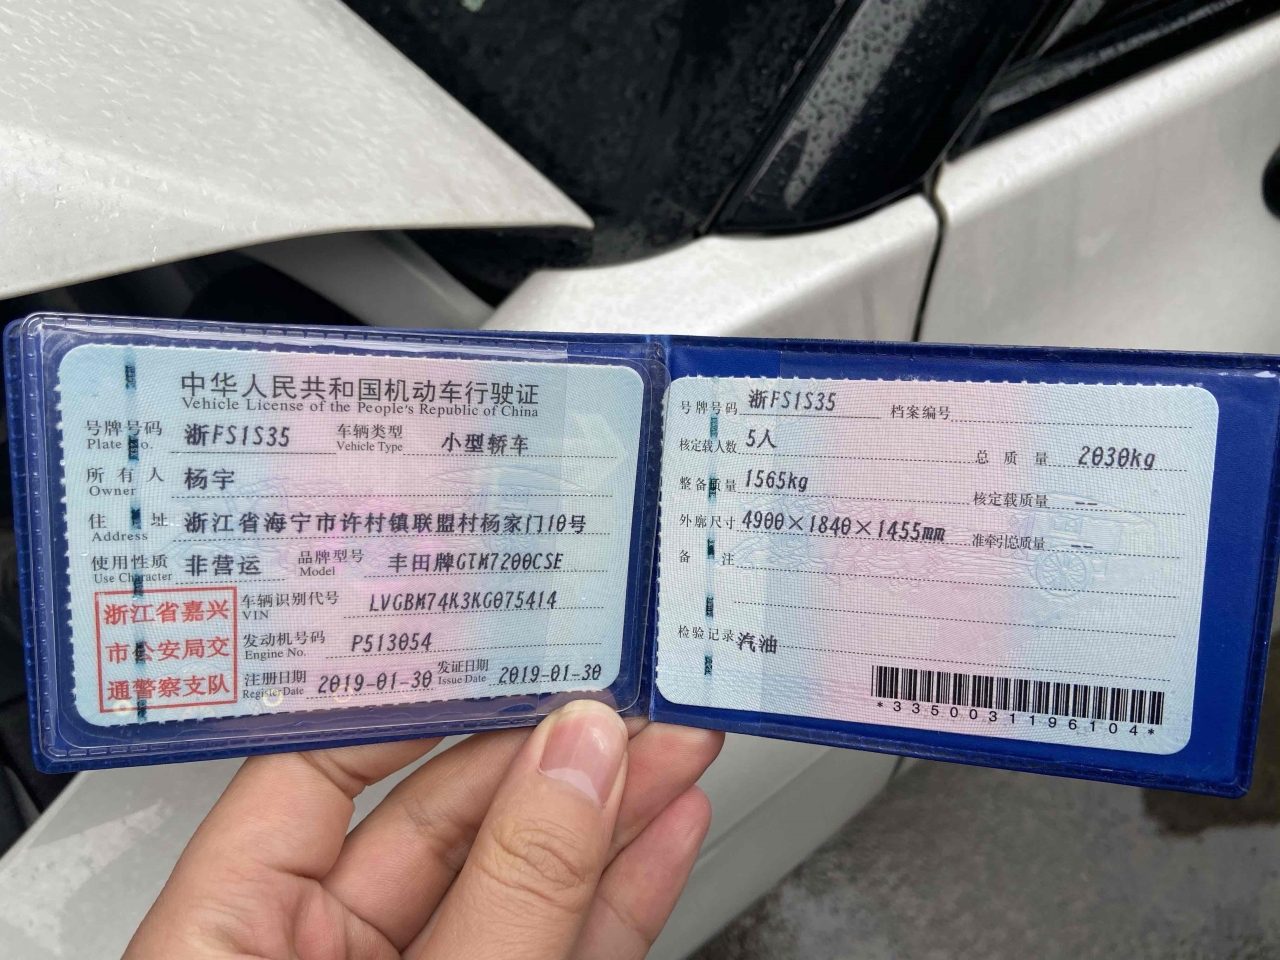 中华人民共和国机动车行驶证
Vehicle License of the People's Republic of China
号牌号码 浙FS1S35 车辆类型 小型轿车
Plate No. Vehicle Type
所有人 杨宇
Owner
住址 浙江省海宁市许村镇联盟村杨家门10号
Address
使用性质 非营运 品牌型号 丰田牌GTM7200CSE
Use Character Model
浙江省嘉兴
市公安局交
通警察支队
车辆识别代号 LVGBM74K3KG075414
VIN
发动机号码 P513054
Engine No.
注册日期 2019-01-30 发证日期 2019-01-30
Register Date Issue Date
号牌号码 浙FS1S35 档案编号
核定载人数 5人 总质量 2030kg
整备质量 1565kg 核定载质量 --
外廓尺寸 4900×1840×1455mm 准牵引总质量 --
备注
检验记录 汽油
*3350031196104*